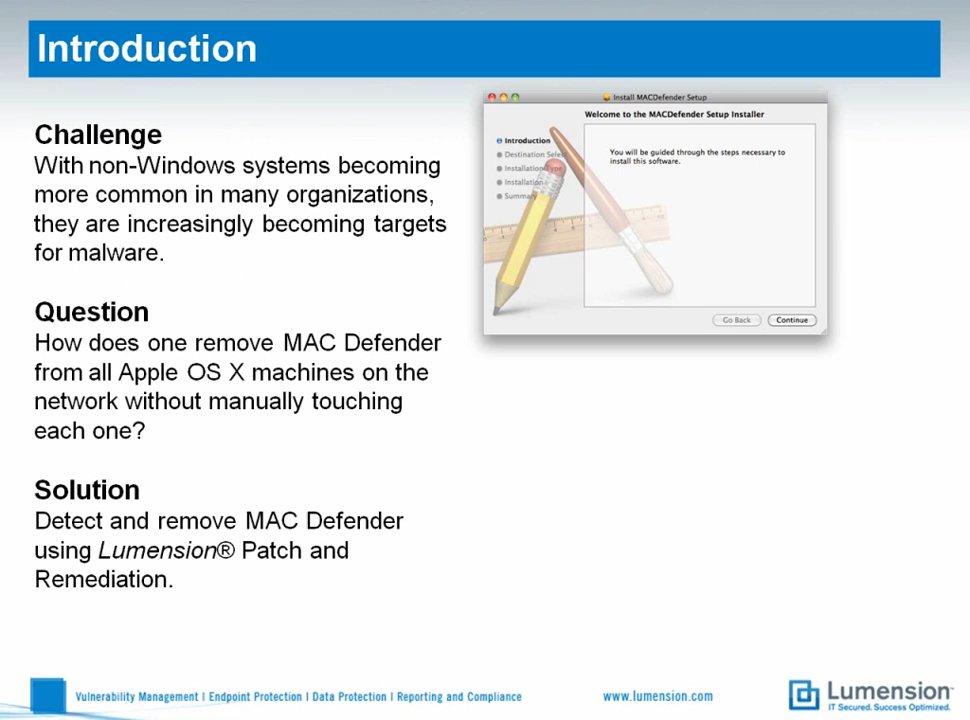 Introduction
Challenge
With non-Windows systems becoming
more common in many organizations,
they are increasingly becoming targets
for malware.
Question
How does one remove MAC Defender
from all Apple OS X machines on the
network without manually touching
each one?
Solution
Detect and remove MAC Defender
using Lumension® Patch and
Remediation.
Install MACDefender Setup
Welcome to the MACDefender Setup Installer
Introduction
Destination Select
Installation Type
Installation
Summary
You will be guided through the steps necessary to
install this software.
Go Back
Continue
Vulnerability Management | Endpoint Protection | Data Protection | Reporting and Compliance
www.lumension.com
Lumension™
IT Secured. Success Optimized.